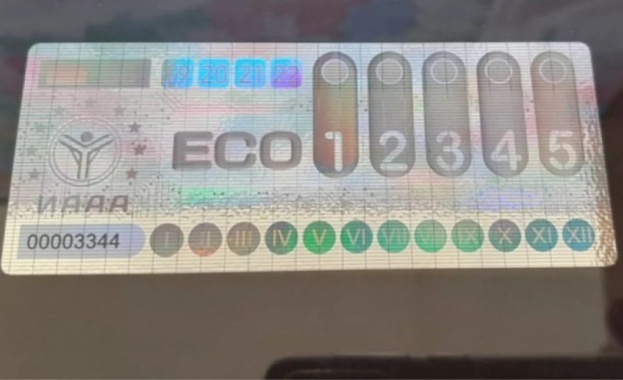 19 20 21 22
ECO 1 2 3 4 5
ИААА
00003344 I II III IV V VI VII VIII IX X XI XII